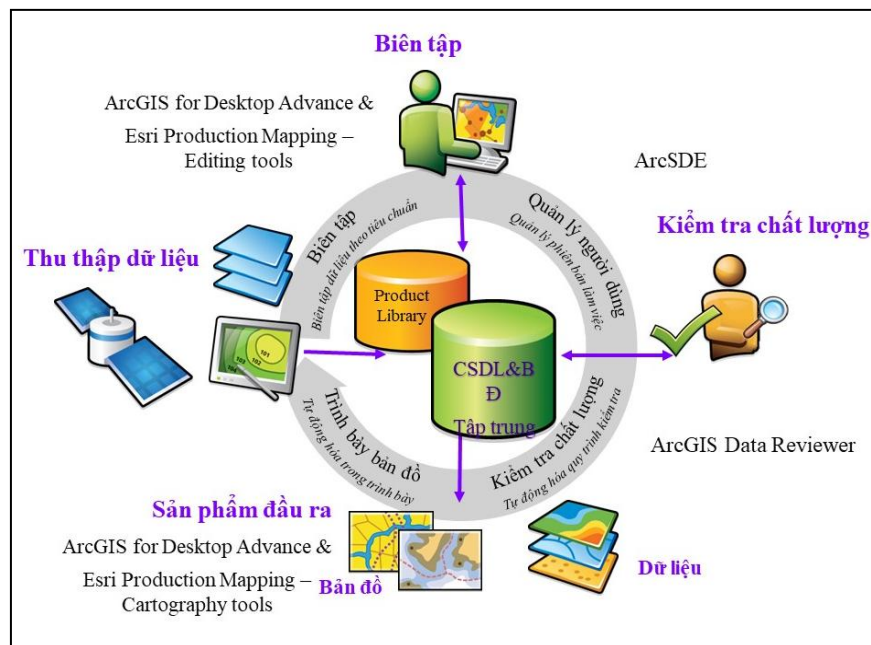 Biên tập
ArcGIS for Desktop Advance &
Esri Production Mapping –
Editing tools
ArcSDE
Biên tập
Biên tập dữ liệu theo tiêu chuẩn
Quản lý người dùng
Quản lý phiên bản làm việc
Kiểm tra chất lượng
Thu thập dữ liệu
Product
Library
101
102
103
104
CSDL&B
Đ
Tập trung
Trình bày bản đồ
Tự động hóa trong trình bày
Kiểm tra chất lượng
Tự động hóa quy trình kiểm tra
ArcGIS Data Reviewer
Sản phẩm đầu ra
ArcGIS for Desktop Advance &
Esri Production Mapping –
Cartography tools
Bản đồ
Dữ liệu